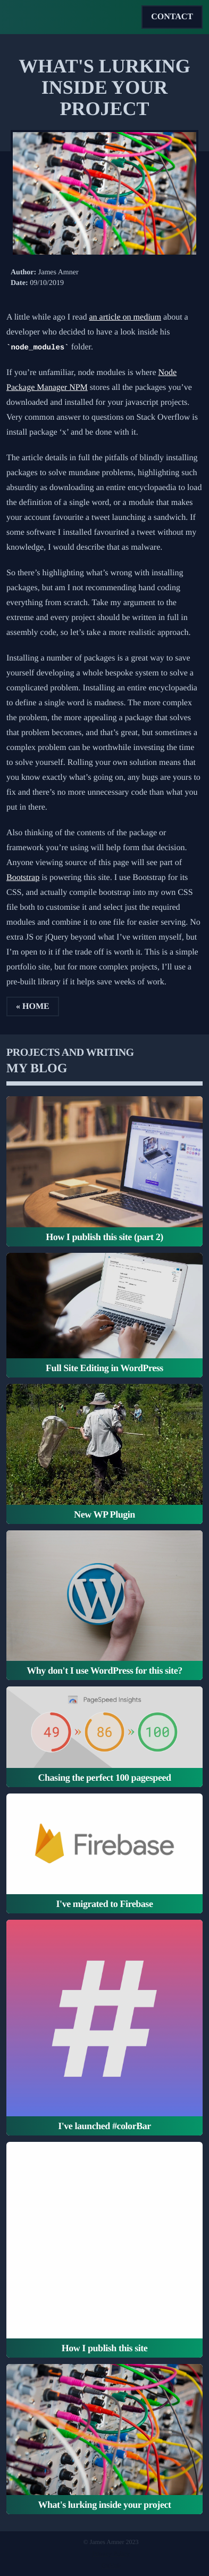 CONTACT
WHAT'S LURKING
INSIDE YOUR
PROJECT
Author: James Amner
Date: 09/10/2019
A little while ago I read an article on medium about a
developer who decided to have a look inside his
`node_modules` folder.
If you’re unfamiliar, node modules is where Node
Package Manager NPM stores all the packages you’ve
downloaded and installed for your javascript projects.
Very common answer to questions on Stack Overflow is
install package ‘x’ and be done with it.
The article details in full the pitfalls of blindly installing
packages to solve mundane problems, highlighting such
absurdity as downloading an entire encyclopaedia to load
the definition of a single word, or a module that makes
your account favourite a tweet launching a sandwich. If
some software I installed favourited a tweet without my
knowledge, I would describe that as malware.
So there’s highlighting what’s wrong with installing
packages, but am I not recommending hand coding
everything from scratch. Take my argument to the
extreme and every project should be written in full in
assembly code, so let’s take a more realistic approach.
Installing a number of packages is a great way to save
yourself developing a whole bespoke system to solve a
complicated problem. Installing an entire encyclopaedia
to define a single word is madness. The more complex
the problem, the more appealing a package that solves
that problem becomes, and that’s great, but sometimes a
complex problem can be worthwhile investing the time
to solve yourself. Rolling your own solution means that
you know exactly what’s going on, any bugs are yours to
fix and there’s no more unnecessary code than what you
put in there.
Also thinking of the contents of the package or
framework you’re using will help form that decision.
Anyone viewing source of this page will see part of
Bootstrap is powering this site. I use Bootstrap for its
CSS, and actually compile bootstrap into my own CSS
file both to customise it and select just the required
modules and combine it to one file for easier serving. No
extra JS or jQuery beyond what I’ve written myself, but
I’m open to it if the trade off is worth it. This is a simple
portfolio site, but for more complex projects, I’ll use a
pre-built library if it helps save weeks of work.
« HOME
PROJECTS AND WRITING
MY BLOG
How I publish this site (part 2)
Full Site Editing in WordPress
New WP Plugin
Why don't I use WordPress for this site?
PageSpeed Insights
49 » 86 » 100
Chasing the perfect 100 pagespeed
Firebase
I've migrated to Firebase
#
I've launched #colorBar
How I publish this site
What's lurking inside your project
© James Amner 2023